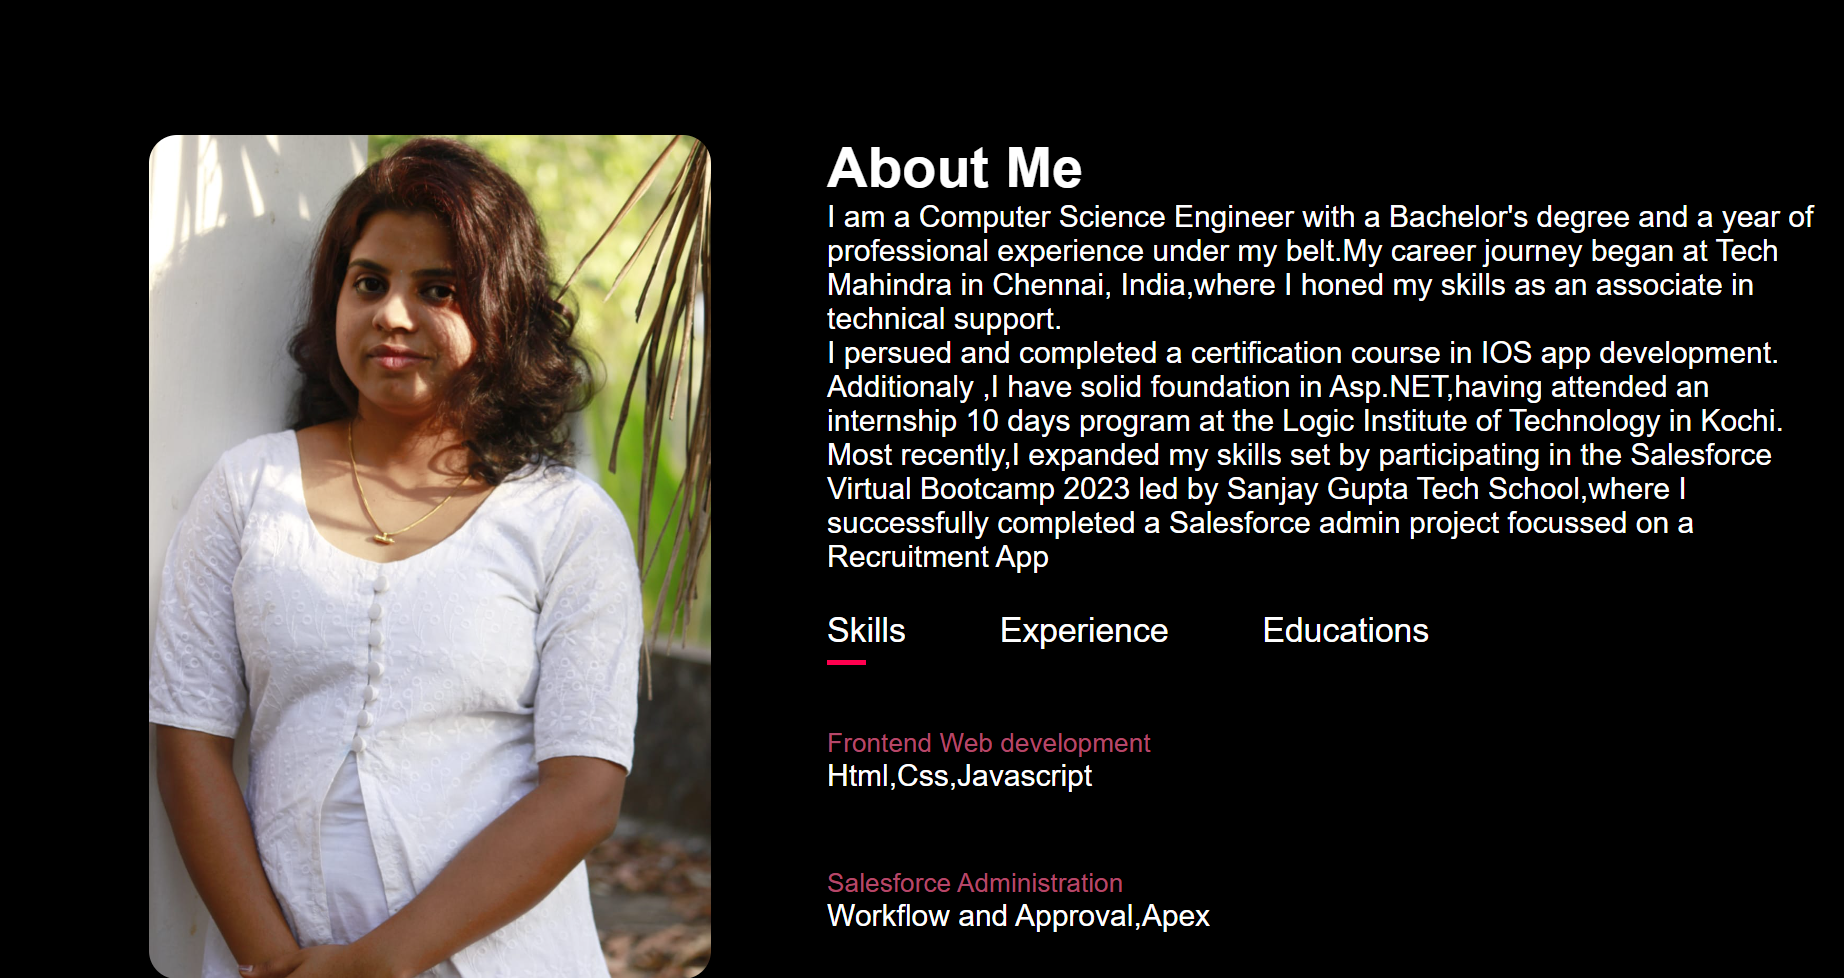 About Me
I am a Computer Science Engineer with a Bachelor's degree and a year of
professional experience under my belt.My career journey began at Tech
Mahindra in Chennai, India,where I honed my skills as an associate in
technical support.
I persued and completed a certification course in IOS app development.
Additionaly ,I have solid foundation in Asp.NET,having attended an
internship 10 days program at the Logic Institute of Technology in Kochi.
Most recently,I expanded my skills set by participating in the Salesforce
Virtual Bootcamp 2023 led by Sanjay Gupta Tech School,where I
successfully completed a Salesforce admin project focussed on a
Recruitment App
Skills Experience Educations
Frontend Web development
Html,Css,Javascript
Salesforce Administration
Workflow and Approval,Apex